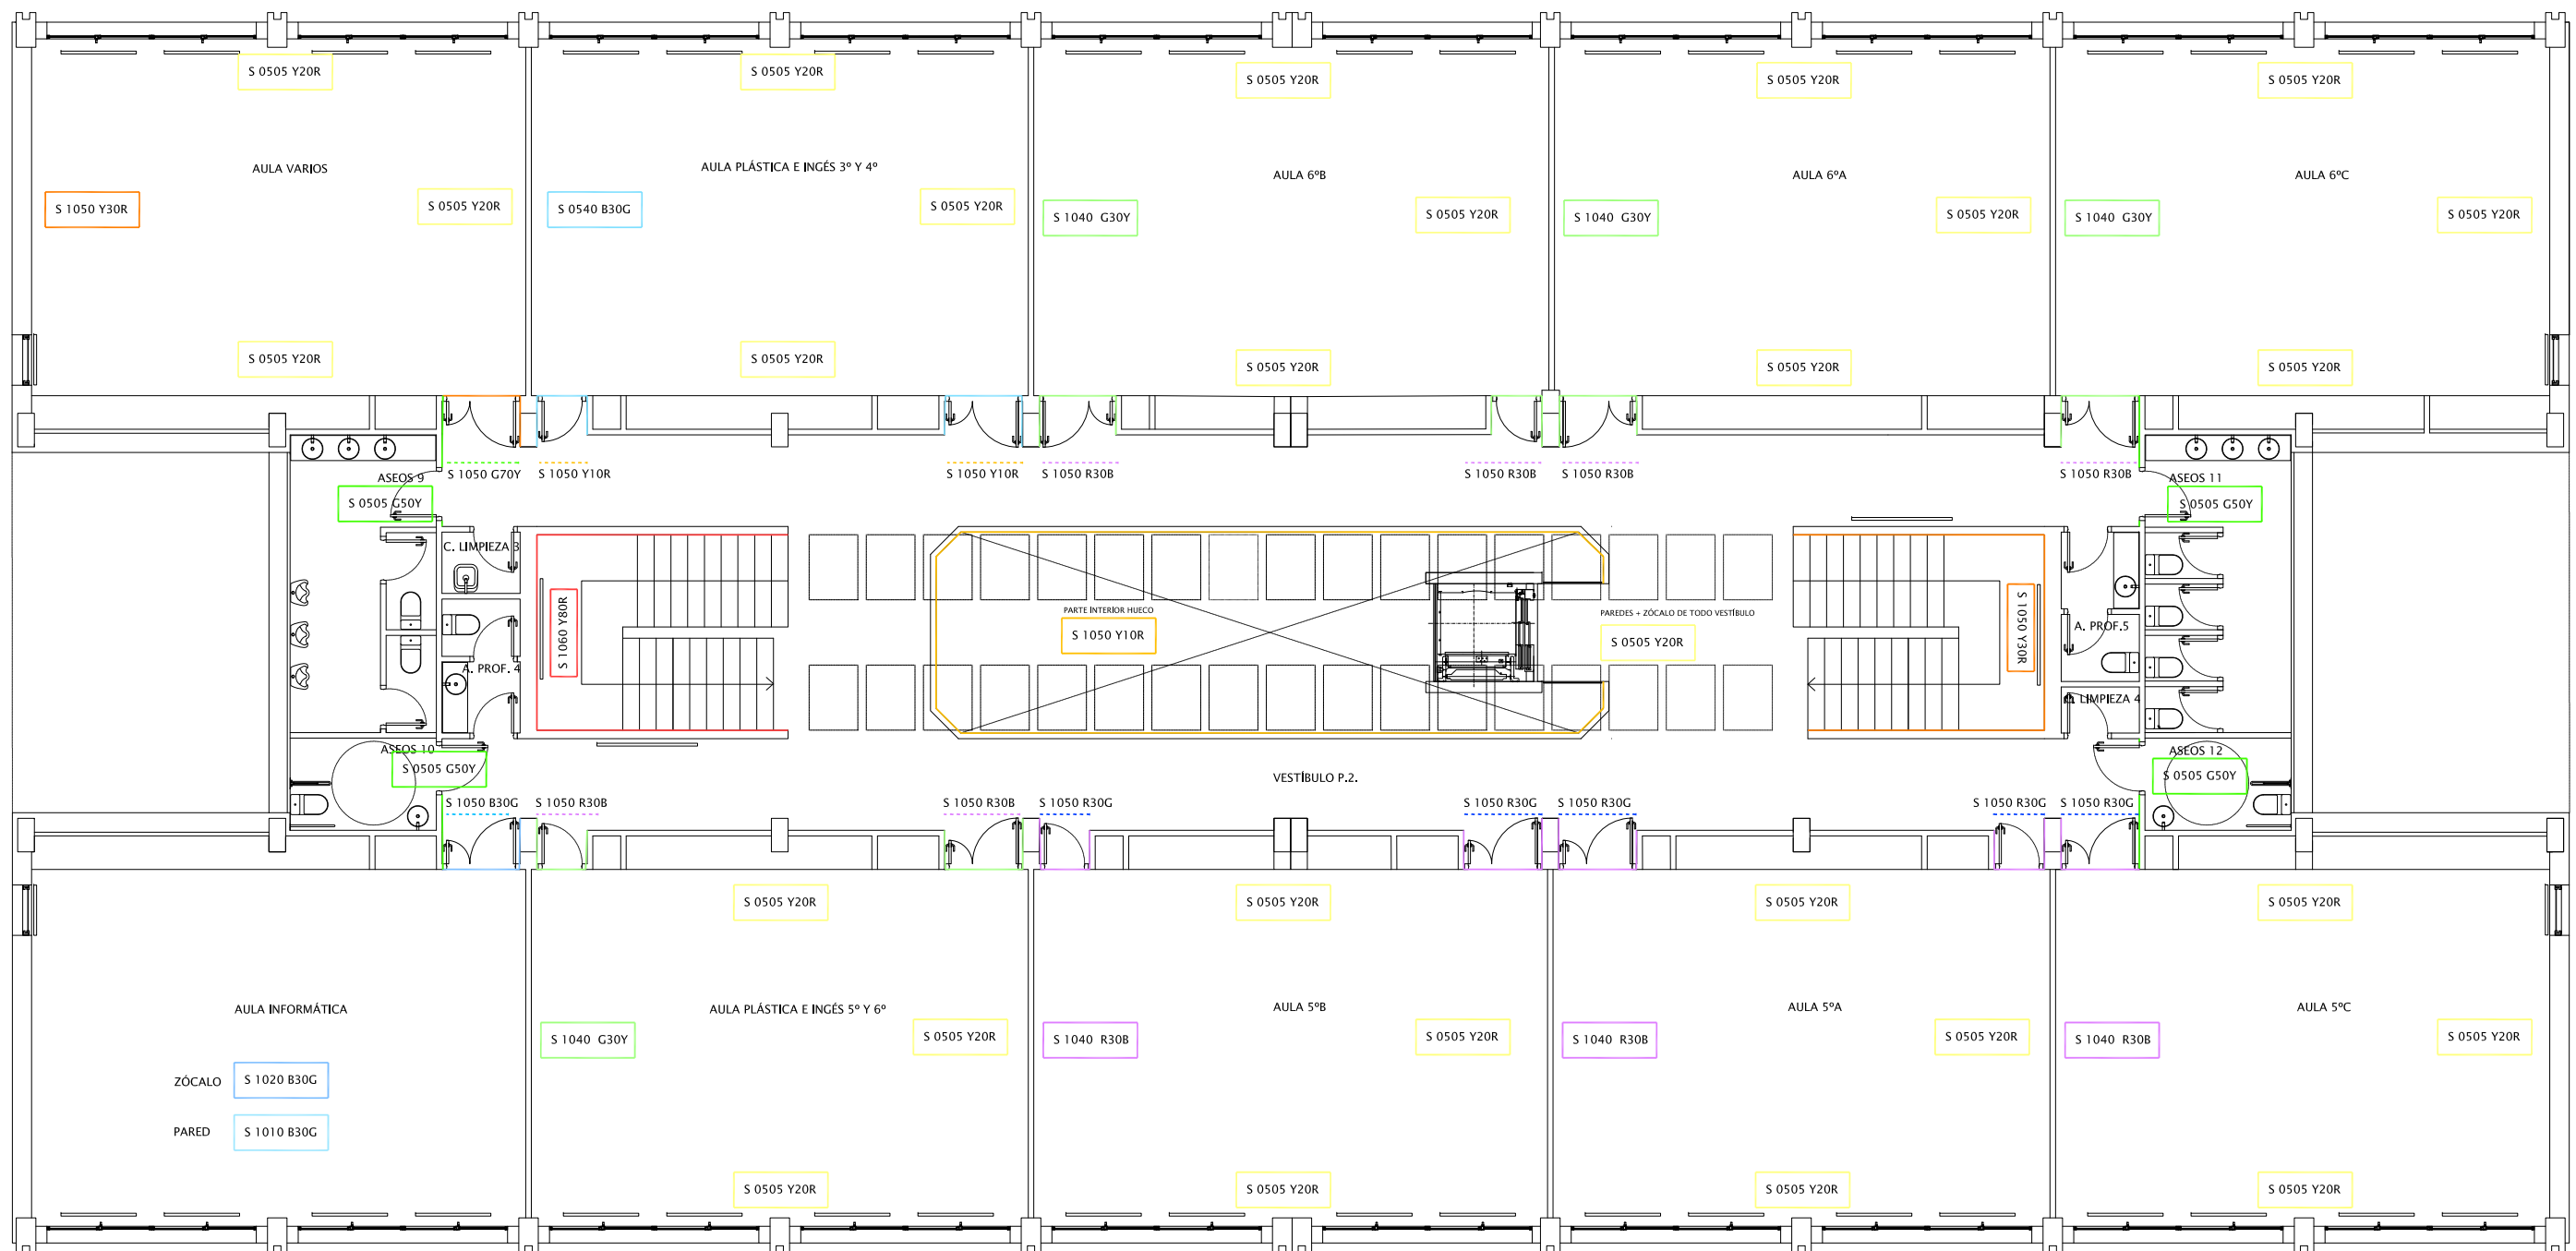 S 0505 Y20R
S 0505 Y20R
S 0505 Y20R
S 0505 Y20R
S 0505 Y20R
AULA VARIOS
AULA PLÁSTICA E INGÉS 3º Y 4º
AULA 6ºB
AULA 6ºA
AULA 6ºC
S 1050 Y30R
S 0505 Y20R
S 0540 B30G
S 0505 Y20R
S 1040 G30Y
S 0505 Y20R
S 1040 G30Y
S 0505 Y20R
S 1040 G30Y
S 0505 Y20R
S 0505 Y20R
S 0505 Y20R
S 0505 Y20R
S 0505 Y20R
S 0505 Y20R
S 1050 G70Y
S 1050 Y10R
S 1050 Y10R
S 1050 R30B
S 1050 R30B
S 1050 R30B
S 1050 R30B
ASEOS 9
S 0505 G50Y
ASEOS 11
S 0505 G50Y
C. LIMPIEZA 3
S 1060 Y80R
A. PROF. 4
PARTE INTERIOR HUECO
S 1050 Y10R
PAREDES + ZÓCALO DE TODO VESTÍBULO
S 0505 Y20R
S 1050 Y30R
A. PROF.5
LIMPIEZA 4
ASEOS 10
S 0505 G50Y
VESTÍBULO P.2.
ASEOS 12
S 0505 G50Y
S 1050 B30G
S 1050 R30B
S 1050 R30B
S 1050 R30G
S 1050 R30G
S 1050 R30G
S 1050 R30G
S 1050 R30G
S 0505 Y20R
S 0505 Y20R
S 0505 Y20R
S 0505 Y20R
AULA INFORMÁTICA
AULA PLÁSTICA E INGÉS 5º Y 6º
AULA 5ºB
AULA 5ºA
AULA 5ºC
S 1040 G30Y
S 0505 Y20R
S 1040 R30B
S 0505 Y20R
S 1040 R30B
S 0505 Y20R
S 1040 R30B
S 0505 Y20R
ZÓCALO
S 1020 B30G
PARED
S 1010 B30G
S 0505 Y20R
S 0505 Y20R
S 0505 Y20R
S 0505 Y20R